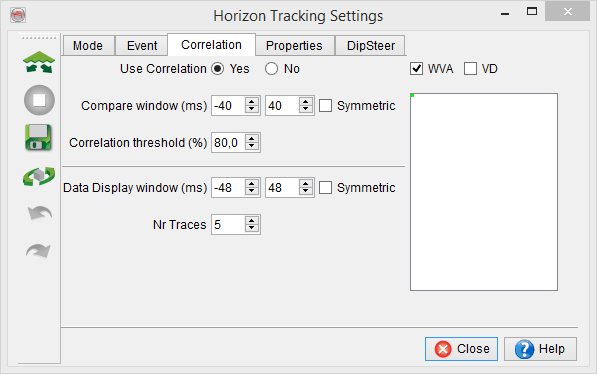 Horizon Tracking Settings
Mode Event Correlation Properties DipSteer
Use Correlation Yes No WVA VD
Compare window (ms) -40 40 Symmetric
Correlation threshold (%) 80,0
Data Display window (ms) -48 48 Symmetric
Nr Traces 5
Close Help